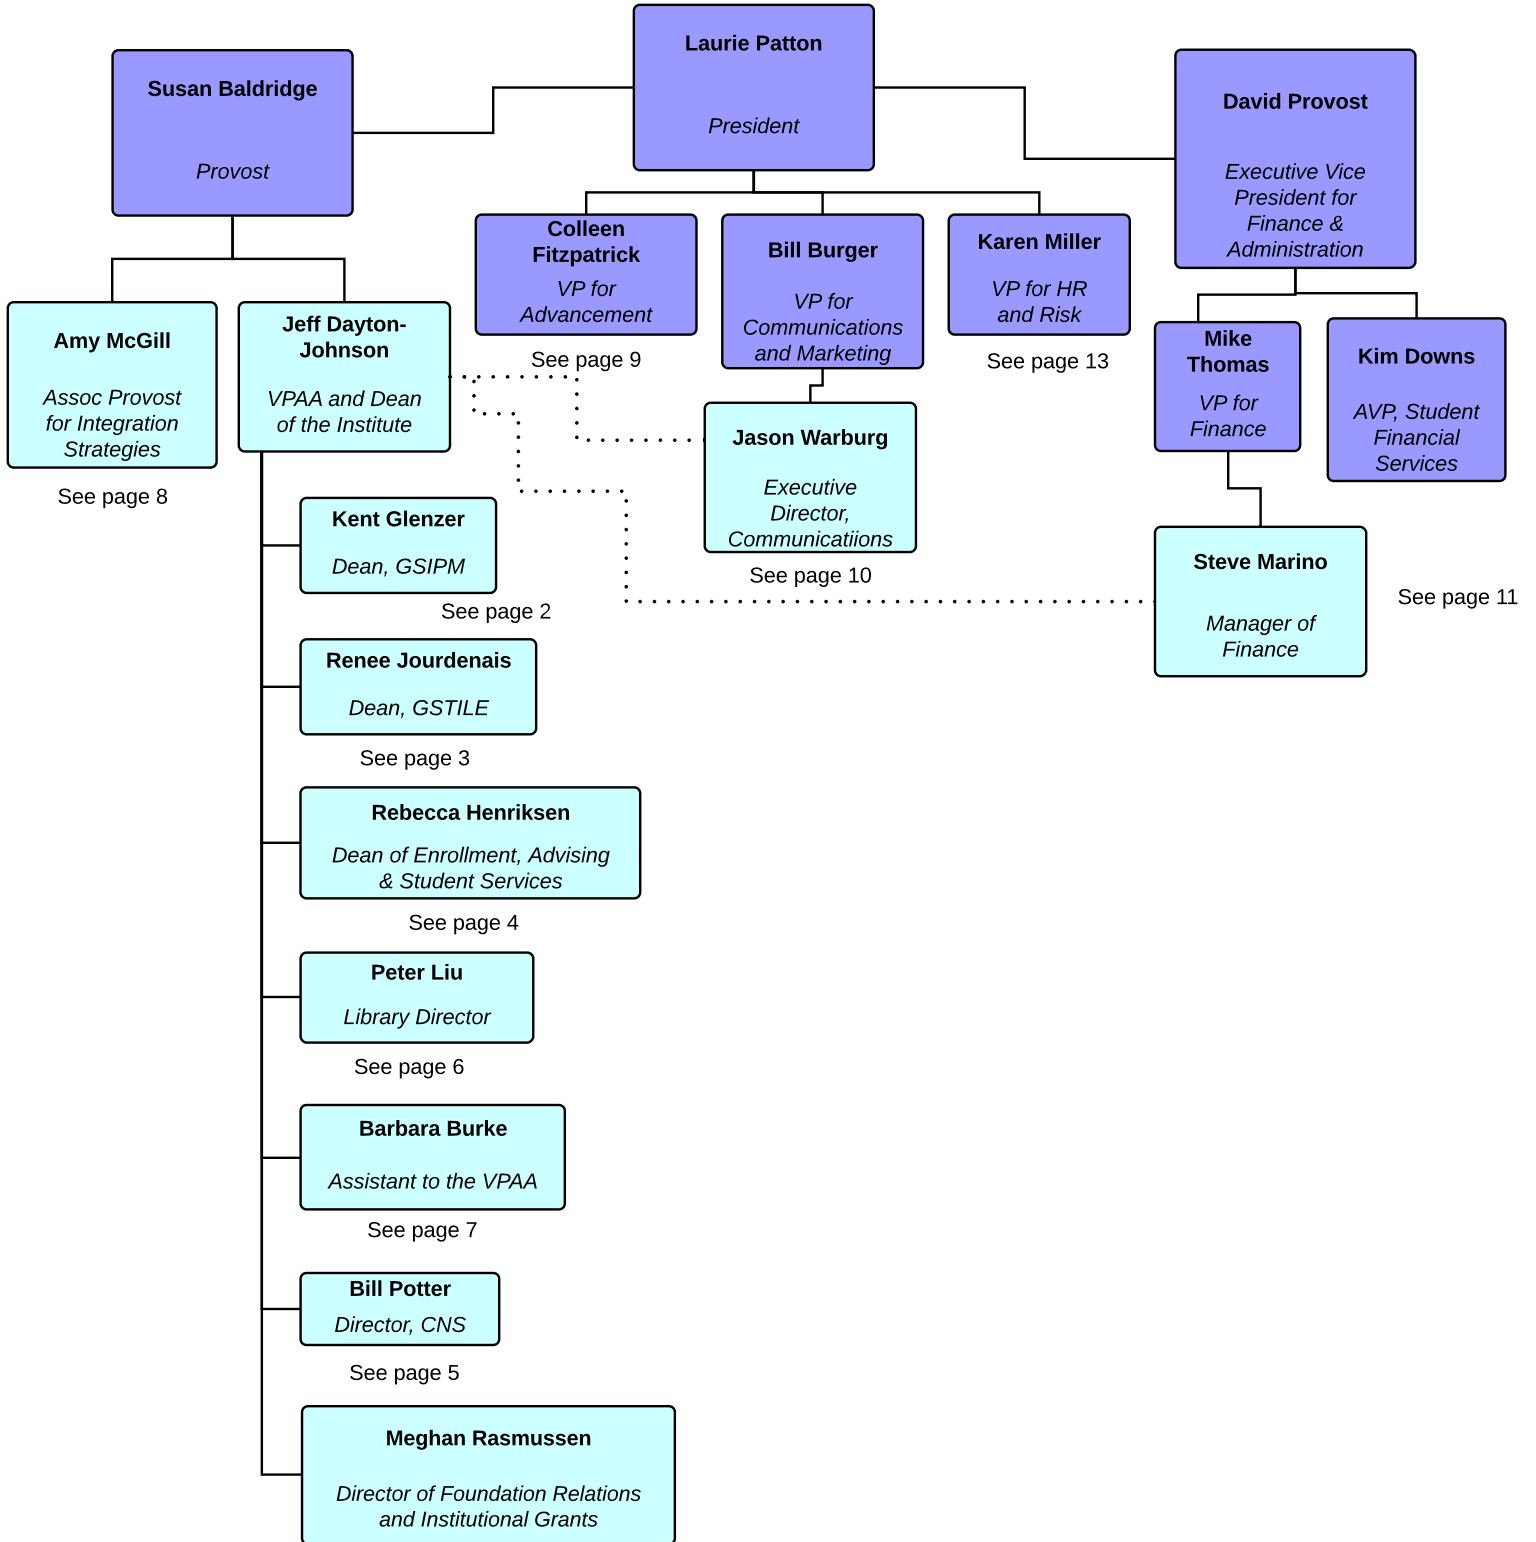 Laurie Patton
President
Susan Baldridge
Provost
David Provost
Executive Vice
President for
Finance &
Administration
Colleen
Fitzpatrick
VP for
Advancement
See page 9
Bill Burger
VP for
Communications
and Marketing
Karen Miller
VP for HR
and Risk
See page 13
Amy McGill
Assoc Provost
for Integration
Strategies
See page 8
Jeff Dayton-
Johnson
VPAA and Dean
of the Institute
Mike
Thomas
VP for
Finance
Kim Downs
AVP, Student
Financial
Services
Jason Warburg
Executive
Director,
Communicatiions
See page 10
Steve Marino
Manager of
Finance
See page 11
Kent Glenzer
Dean, GSIPM
See page 2
Renee Jourdenais
Dean, GSTILE
See page 3
Rebecca Henriksen
Dean of Enrollment, Advising
& Student Services
See page 4
Peter Liu
Library Director
See page 6
Barbara Burke
Assistant to the VPAA
See page 7
Bill Potter
Director, CNS
See page 5
Meghan Rasmussen
Director of Foundation Relations
and Institutional Grants